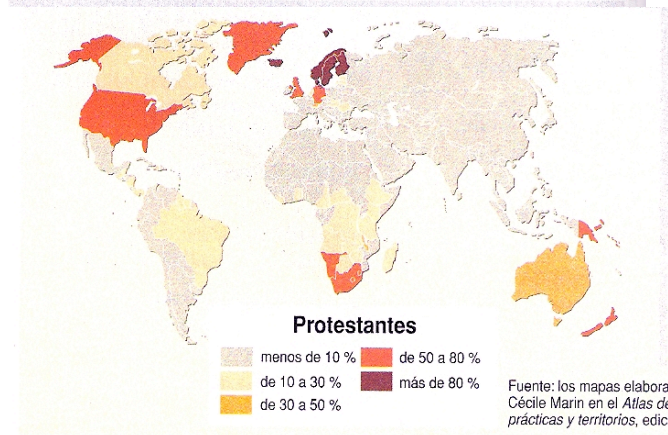 Protestantes
menos de 10 %
de 10 a 30 %
de 30 a 50 %
de 50 a 80 %
más de 80 %
Fuente: los mapas elabora
Cécile Marin en el Atlas de
prácticas y territorios, edic